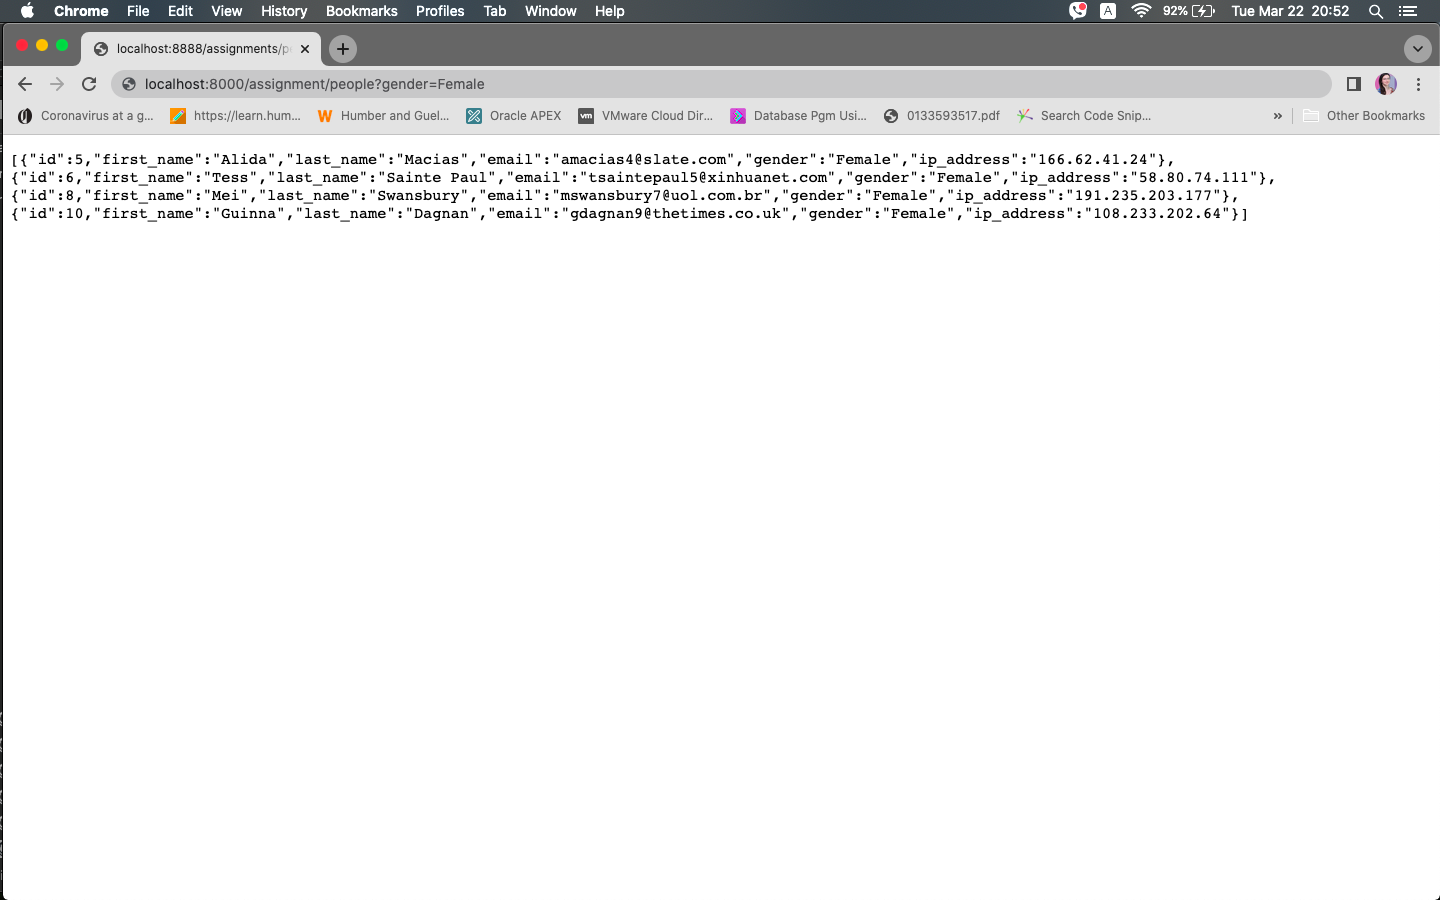 Chrome File Edit View History Bookmarks Profiles Tab Window Help A 92% Tue Mar 22 20:52
localhost:8888/assignments/p
localhost:8000/assignment/people?gender=Female
Coronavirus at a g... https://learn.hum... Humber and Guel... Oracle APEX vm VMware Cloud Dir... Database Pgm Usi... 0133593517.pdf Search Code Snip... » Other Bookmarks
[{"id":5,"first_name":"Alida","last_name":"Macias","email":"amacias4@slate.com","gender":"Female","ip_address":"166.62.41.24"},
{"id":6,"first_name":"Tess","last_name":"Sainte Paul","email":"tsaintepaul5@xinhuanet.com","gender":"Female","ip_address":"58.80.74.111"},
{"id":8,"first_name":"Mei","last_name":"Swansbury","email":"mswansbury7@uol.com.br","gender":"Female","ip_address":"191.235.203.177"},
{"id":10,"first_name":"Guinna","last_name":"Dagnan","email":"gdagnan9@thetimes.co.uk","gender":"Female","ip_address":"108.233.202.64"}]